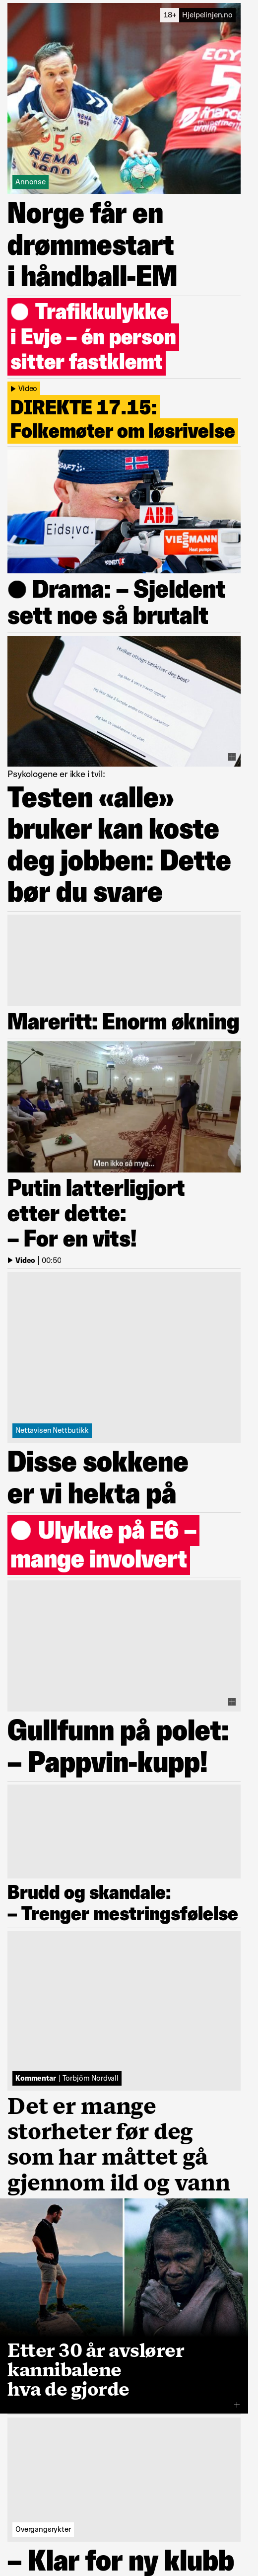 18+ Hjelpelinjen.no
EGY
5
5
REMA
1000
Annonse
Norge får en
drømmestart
i håndball-EM
Trafikkulykke
i Evje – én person
sitter fastklemt
Video
DIREKTE 17.15:
Folkemøter om løsrivelse
Eidsiva
ABB
VIESMANN
Heat pumps
Drama: – Sjeldent
sett noe så brutalt
Hvilket utsagn beskriver deg best?
Psykologene er ikke i tvil:
Testen «alle»
bruker kan koste
deg jobben: Dette
bør du svare
Mareritt: Enorm økning
Men ikke så mye...
Putin latterligjort
etter dette:
– For en vits!
Video | 00:50
Nettavisen Nettbutikk
Disse sokkene
er vi hekta på
Ulykke på E6 –
mange involvert
Gullfunn på polet:
– Pappvin-kupp!
Brudd og skandale:
– Trenger mestringsfølelse
Kommentar | Torbjörn Nordvall
Det er mange
storheter før deg
som har måttet gå
gjennom ild og vann
Etter 30 år avslører
kannibalene
hva de gjorde
Overgangsrykter
– Klar for ny klubb